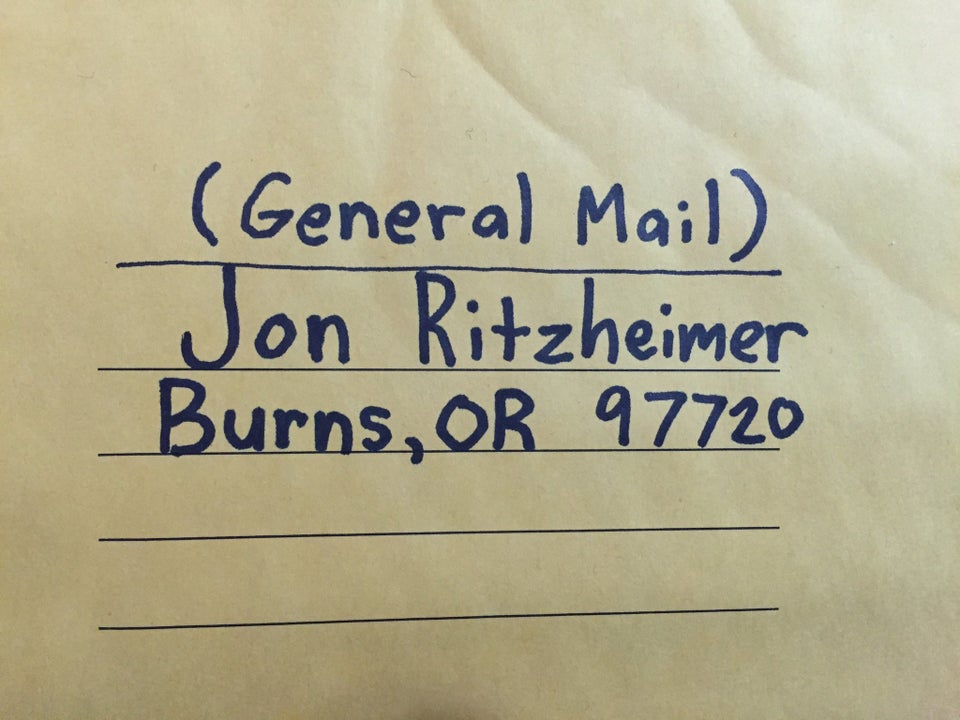 (General Mail)
Jon Ritzheimer
Burns, OR 97720